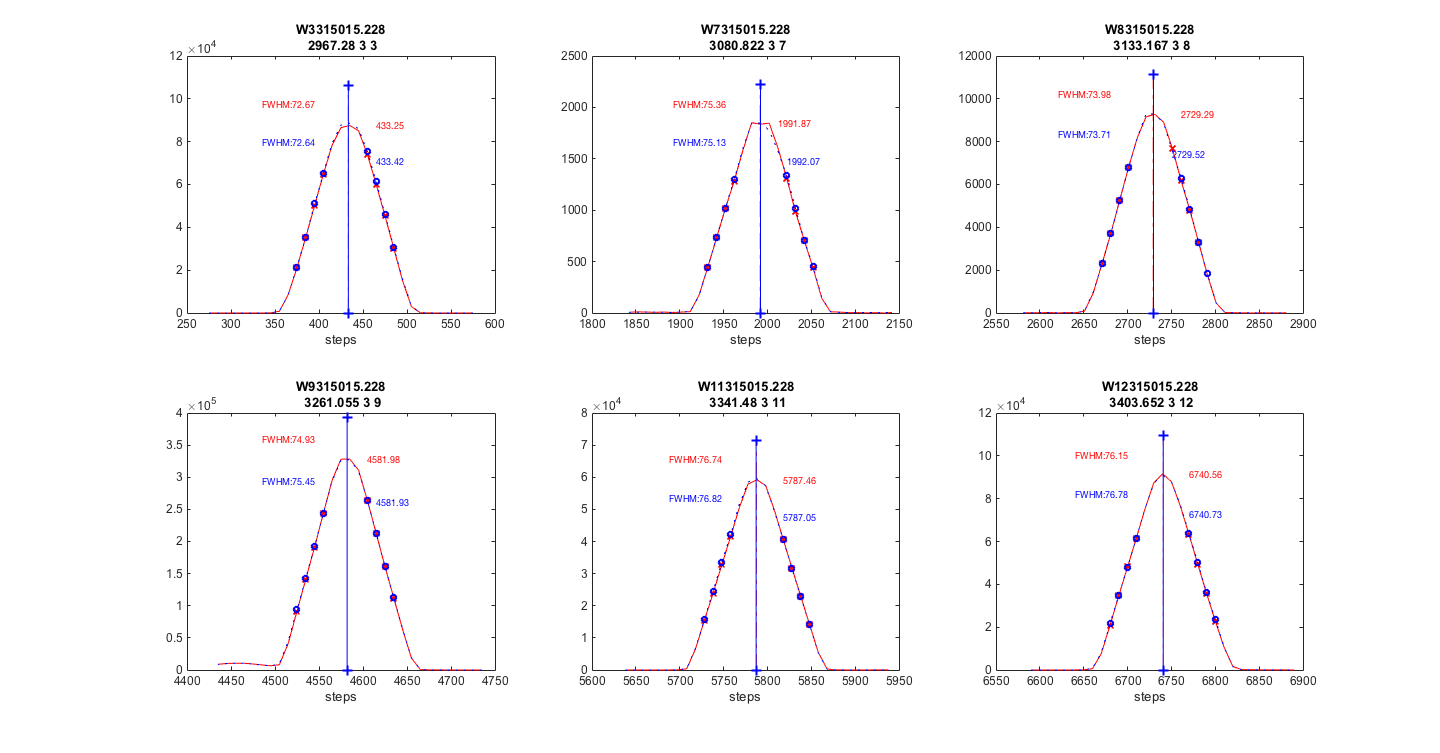 W3315015.228
2967.28 3 3
×10^4
12
10
8
6
4
2
0
FWHM:72.67
433.25
FWHM:72.64
433.42
250 300 350 400 450 500 550 600
steps
W7315015.228
3080.822 3 7
2500
2000
1500
1000
500
0
FWHM:75.36
1991.87
FWHM:75.13
1992.07
1800 1850 1900 1950 2000 2050 2100 2150
steps
W8315015.228
3133.167 3 8
12000
10000
8000
6000
4000
2000
0
FWHM:73.98
2729.29
FWHM:73.71
2729.52
2550 2600 2650 2700 2750 2800 2850 2900
steps
W9315015.228
3261.055 3 9
×10^5
4
3.5
3
2.5
2
1.5
1
0.5
0
FWHM:74.93
4581.98
FWHM:75.45
4581.93
4400 4450 4500 4550 4600 4650 4700 4750
steps
W11315015.228
3341.48 3 11
×10^4
8
7
6
5
4
3
2
1
0
FWHM:76.74
5787.46
FWHM:76.82
5787.05
5600 5650 5700 5750 5800 5850 5900 5950
steps
W12315015.228
3403.652 3 12
×10^4
12
10
8
6
4
2
0
FWHM:76.15
6740.56
FWHM:76.78
6740.73
6550 6600 6650 6700 6750 6800 6850 6900
steps